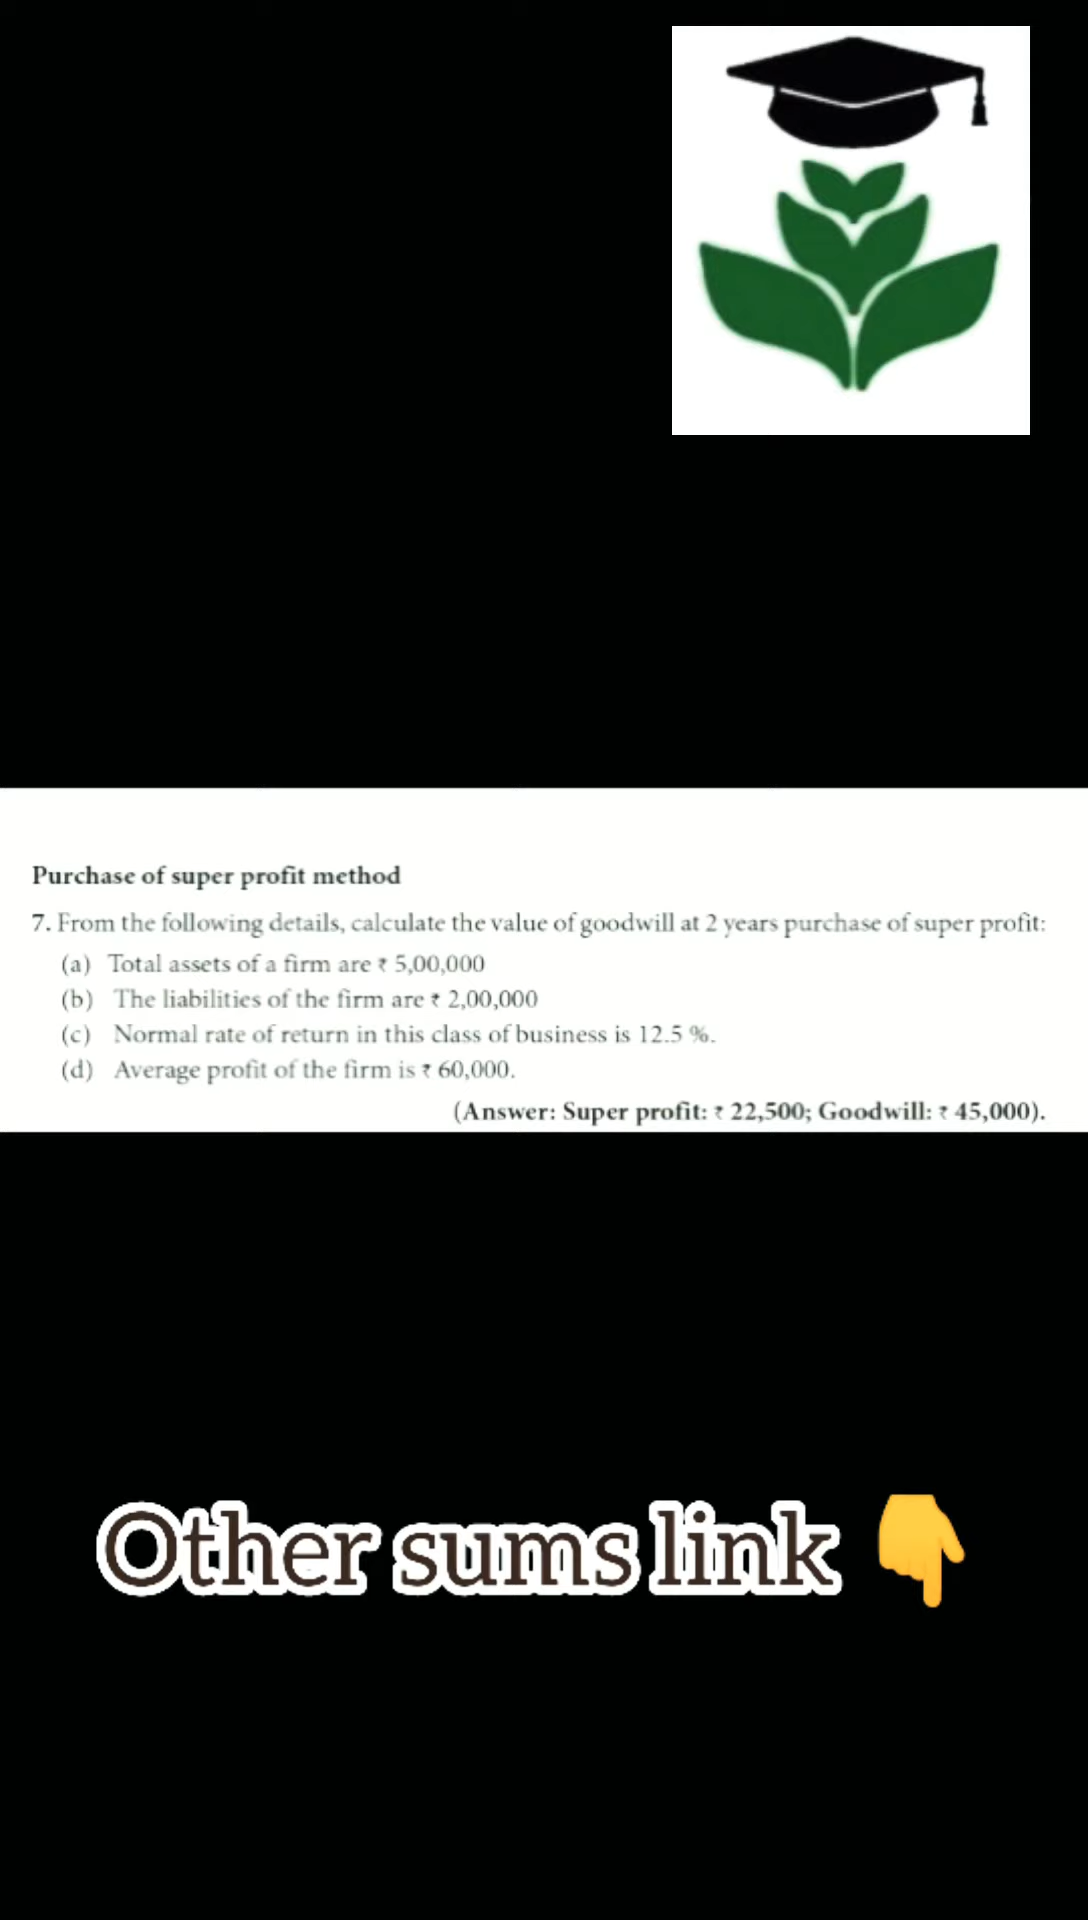 Purchase of super profit method
7. From the following details, calculate the value of goodwill at 2 years purchase of super profit:
(a) Total assets of a firm are ₹ 5,00,000
(b) The liabilities of the firm are ₹ 2,00,000
(c) Normal rate of return in this class of business is 12.5 %.
(d) Average profit of the firm is ₹ 60,000.
(Answer: Super profit: ₹ 22,500; Goodwill: ₹ 45,000).
Other sums link 👇